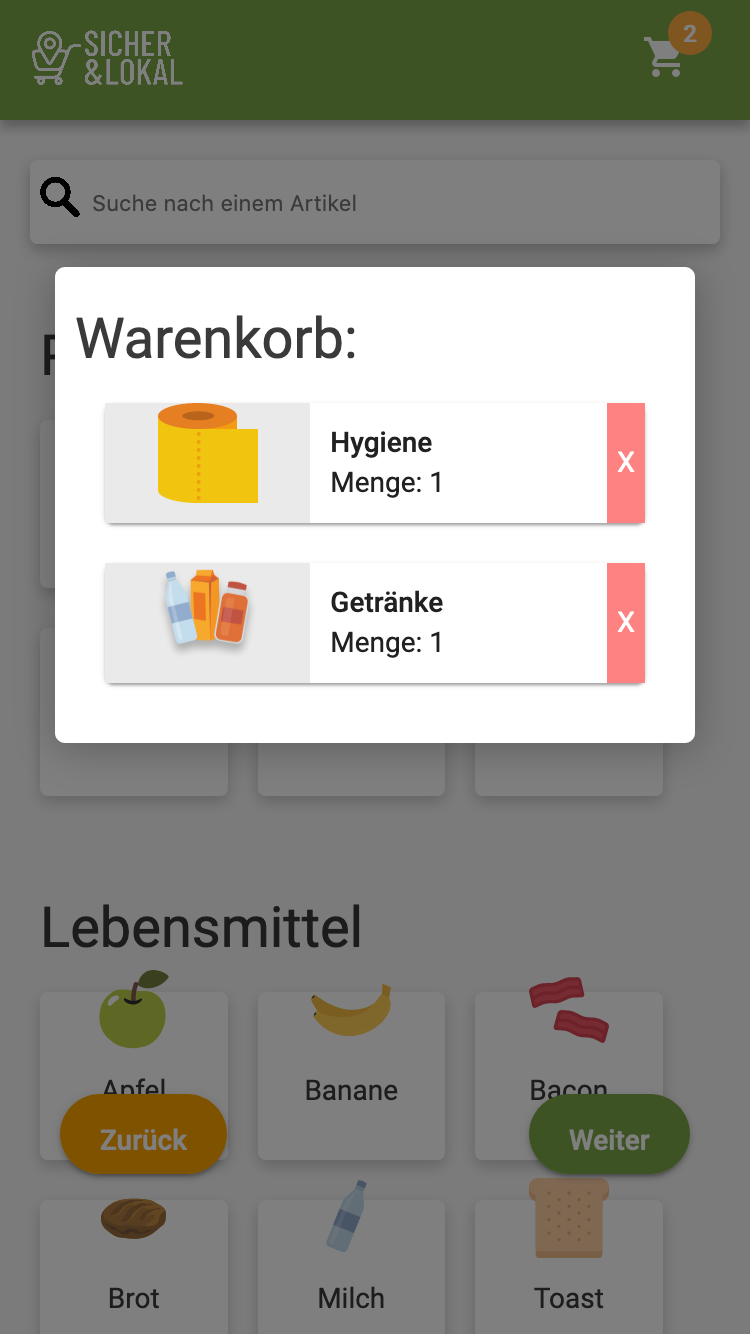 SICHER
&LOKAL
2
Suche nach einem Artikel
Warenkorb:
Hygiene
Menge: 1
X
Getränke
Menge: 1
X
Lebensmittel
Apfel
Banane
Bacon
Zurück
Weiter
Brot
Milch
Toast